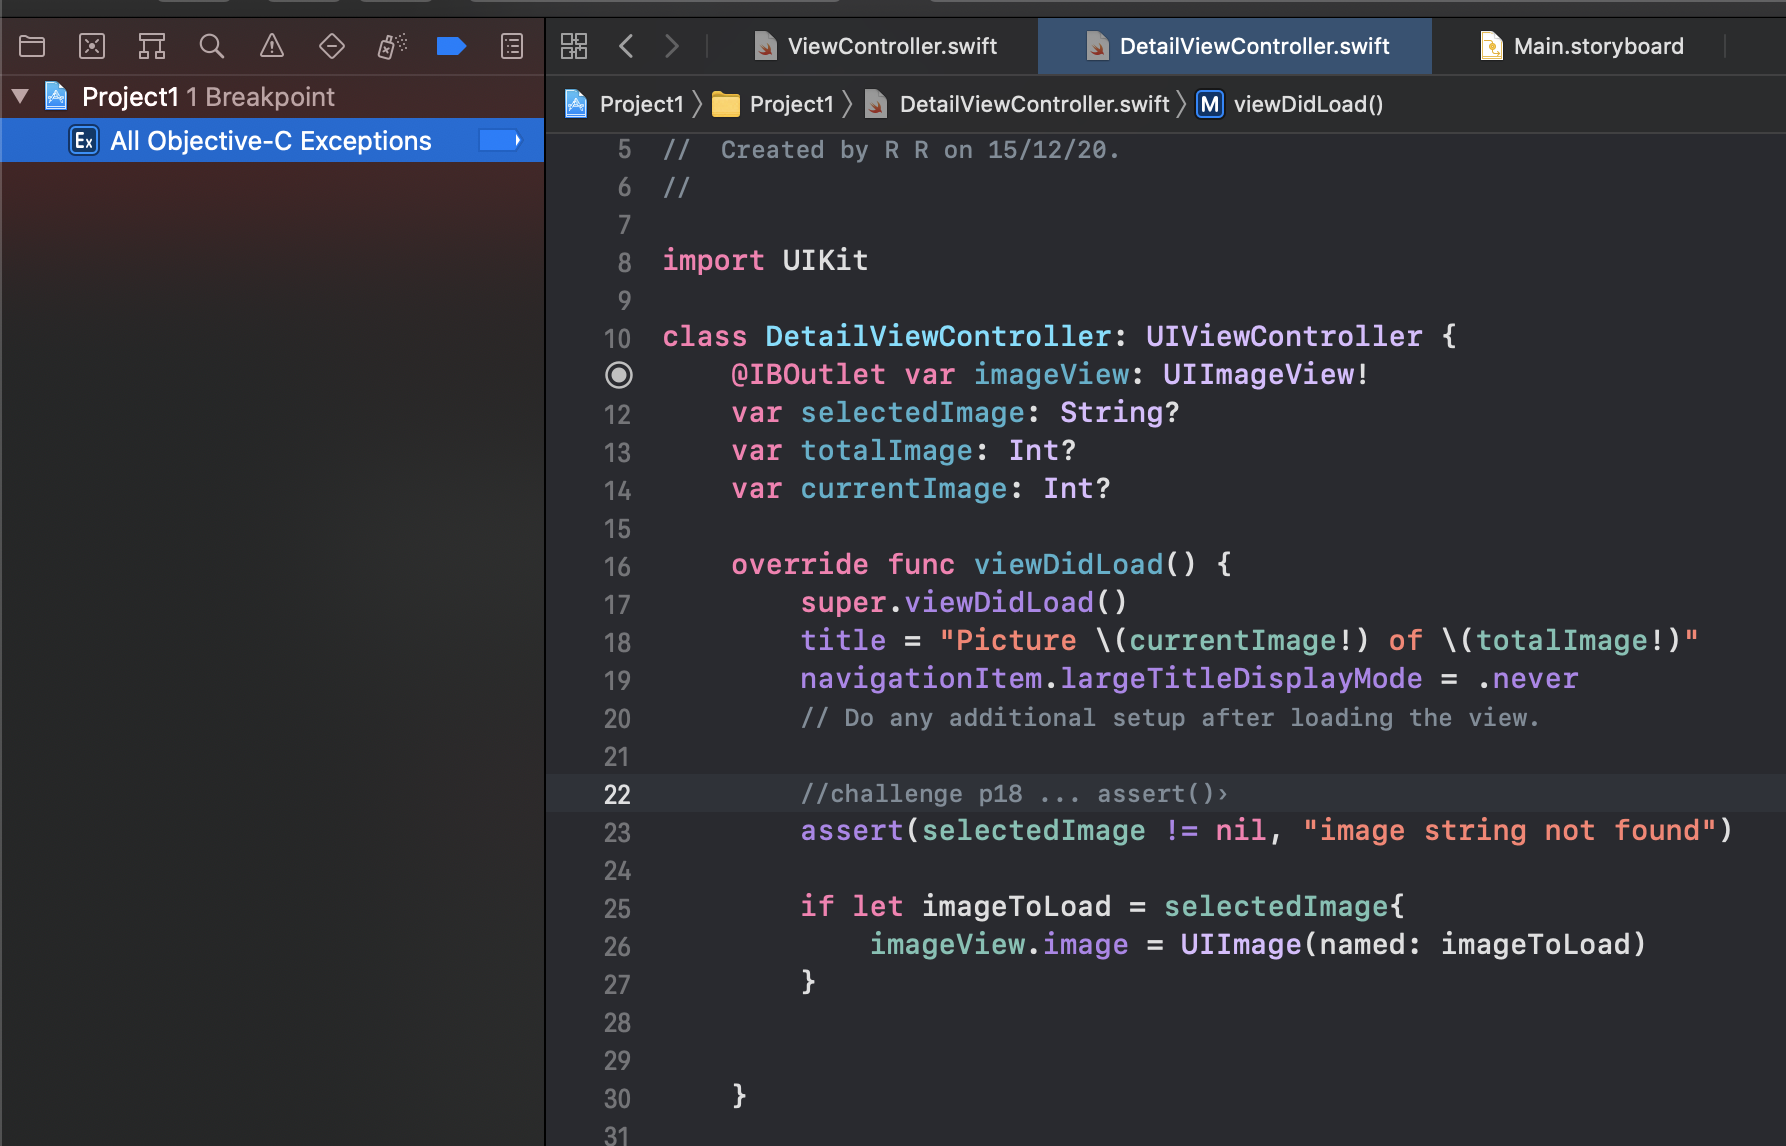 ViewController.swift
DetailViewController.swift
Main.storyboard
Project1 1 Breakpoint
Ex All Objective-C Exceptions
Project1 Project1 DetailViewController.swift M viewDidLoad()
5 //  Created by R R on 15/12/20.
6 //
7
8 import UIKit
9
10 class DetailViewController: UIViewController {
@IBOutlet var imageView: UIImageView!
12 var selectedImage: String?
13 var totalImage: Int?
14 var currentImage: Int?
15
16 override func viewDidLoad() {
17 super.viewDidLoad()
18 title = "Picture \(currentImage!) of \(totalImage!)"
19 navigationItem.largeTitleDisplayMode = .never
20 // Do any additional setup after loading the view.
21
22 //challenge p18 ... assert()›
23 assert(selectedImage != nil, "image string not found")
24
25 if let imageToLoad = selectedImage{
26 imageView.image = UIImage(named: imageToLoad)
27 }
28
29
30 }
31